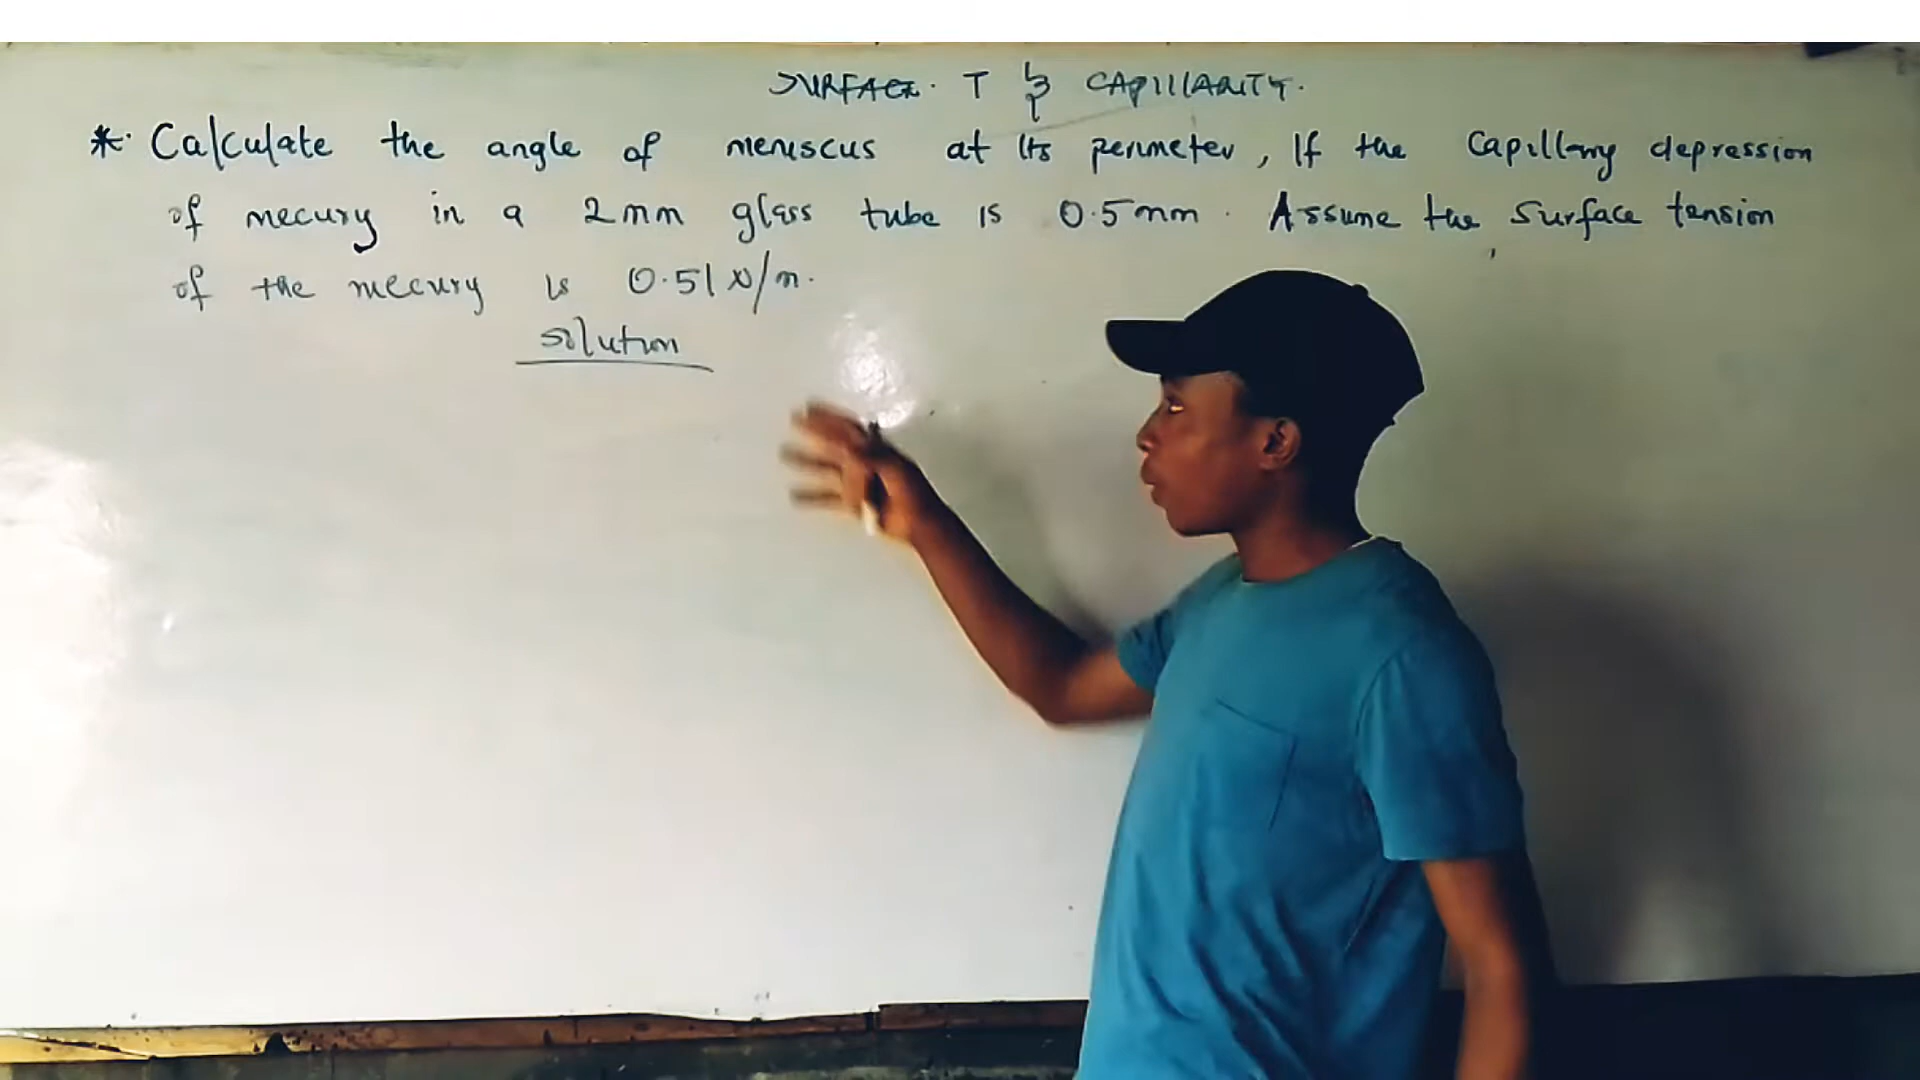 SURFACE. T & CAPILLARITY.
* Calculate the angle of meniscus at its perimeter, If the Capillary depression
of mecury in a 2mm glass tube is 0.5mm. Assume the surface tension
of the mecury is 0.51 N/m.
Solution